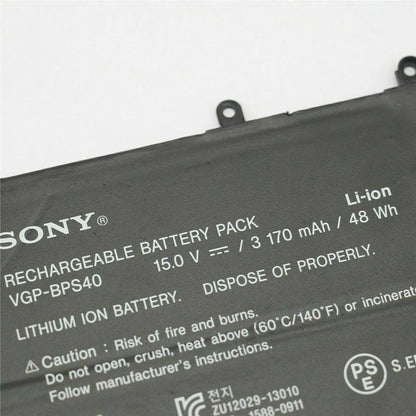 SONY®
Li-ion
RECHARGEABLE BATTERY PACK
VGP-BPS40 15.0 V ⎓ / 3 170 mAh / 48 Wh
LITHIUM ION BATTERY. DISPOSE OF PROPERLY.
⚠ Caution : Risk of fire and burns.
Do not open, crush, heat above (60°C/140°F) or incinerate
Follow manufacturer's instructions.
전지
ZU12029-13010
1588-0911
PS
E
S.E